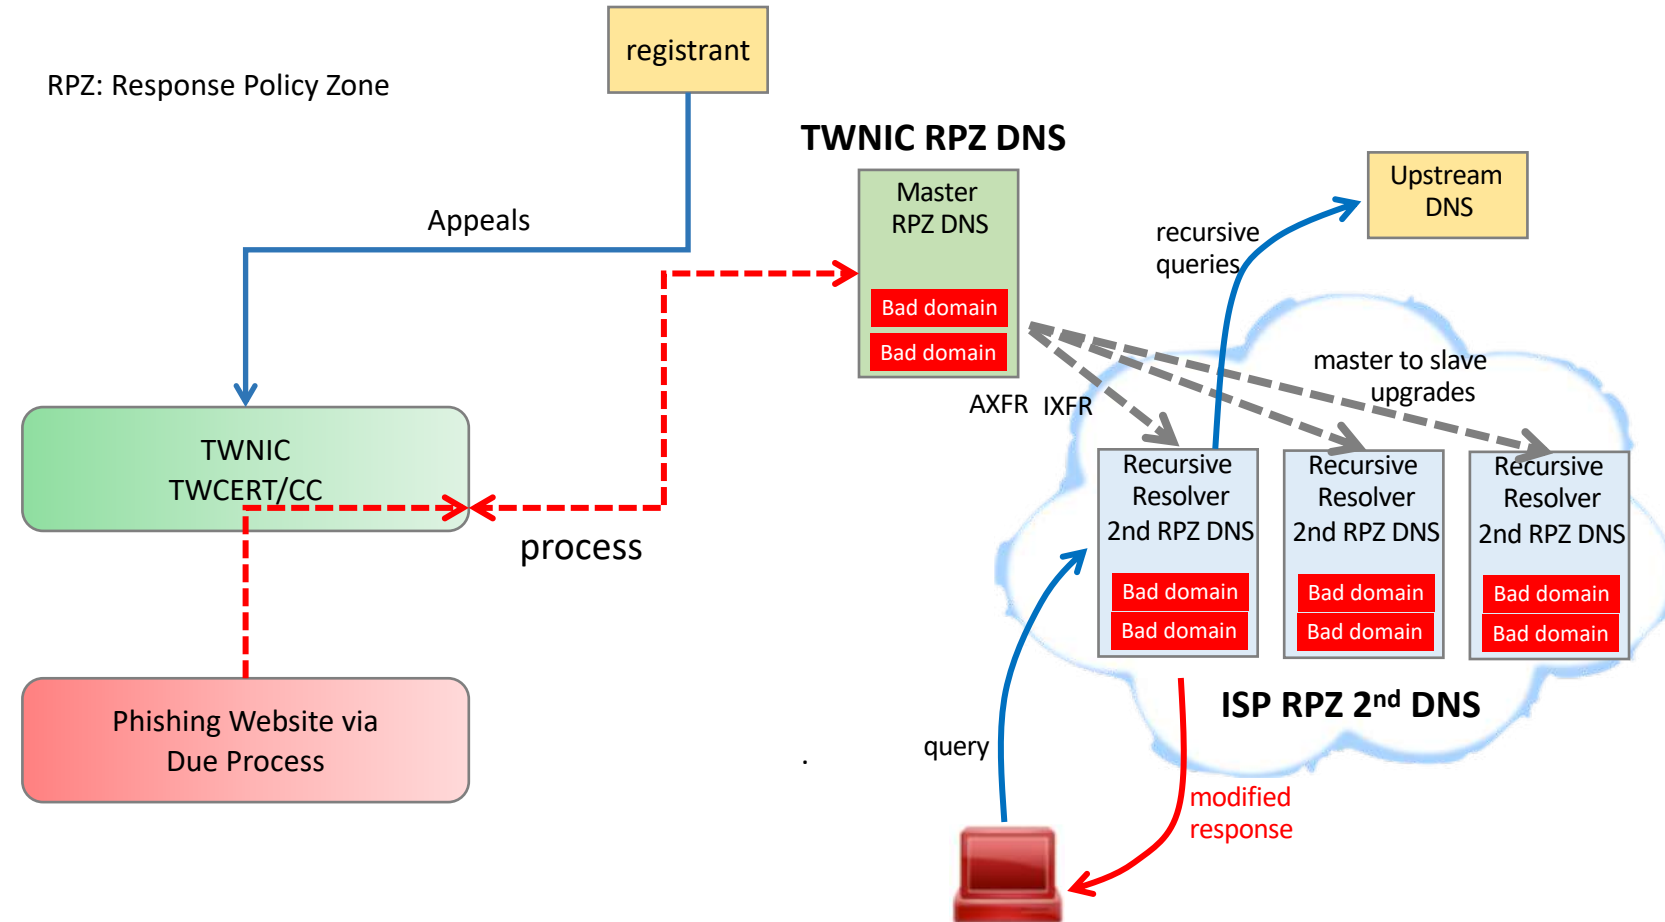 registrant
RPZ: Response Policy Zone
TWNIC RPZ DNS
Master
RPZ DNS
Bad domain
Bad domain
Upstream
DNS
Appeals
recursive
queries
master to slave
upgrades
AXFR IXFR
TWNIC
TWCERT/CC
process
Recursive
Resolver
2nd RPZ DNS
Bad domain
Bad domain
Recursive
Resolver
2nd RPZ DNS
Bad domain
Bad domain
Recursive
Resolver
2nd RPZ DNS
Bad domain
Bad domain
ISP RPZ 2nd DNS
Phishing Website via
Due Process
.
query
modified
response